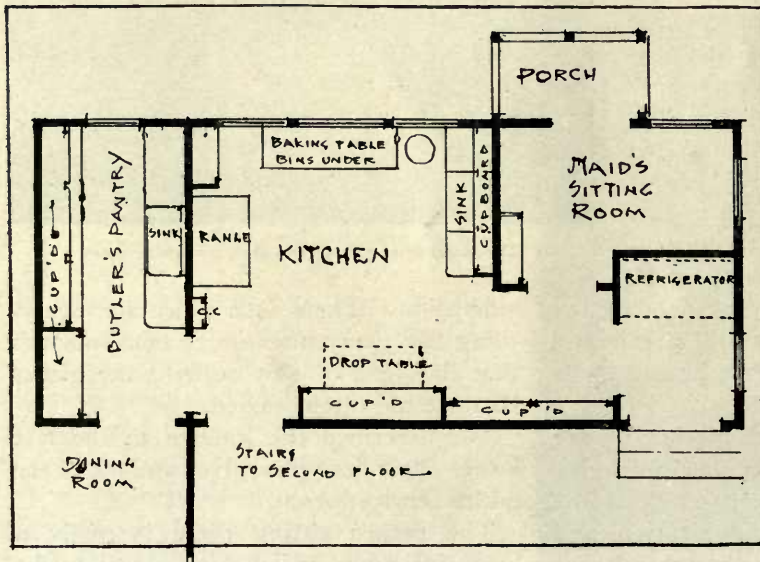 PORCH
BAKING TABLE
BINS UNDER
MAID'S
SITTING
ROOM
CUP'D'S
BUTLER'S PANTRY
SINK
RANGE
KITCHEN
SINK
CUPBOARD
REFRIGERATOR
C.C
DROP TABLE
CUP'D
CUP'D
DINING
ROOM
STAIRS
TO SECOND FLOOR